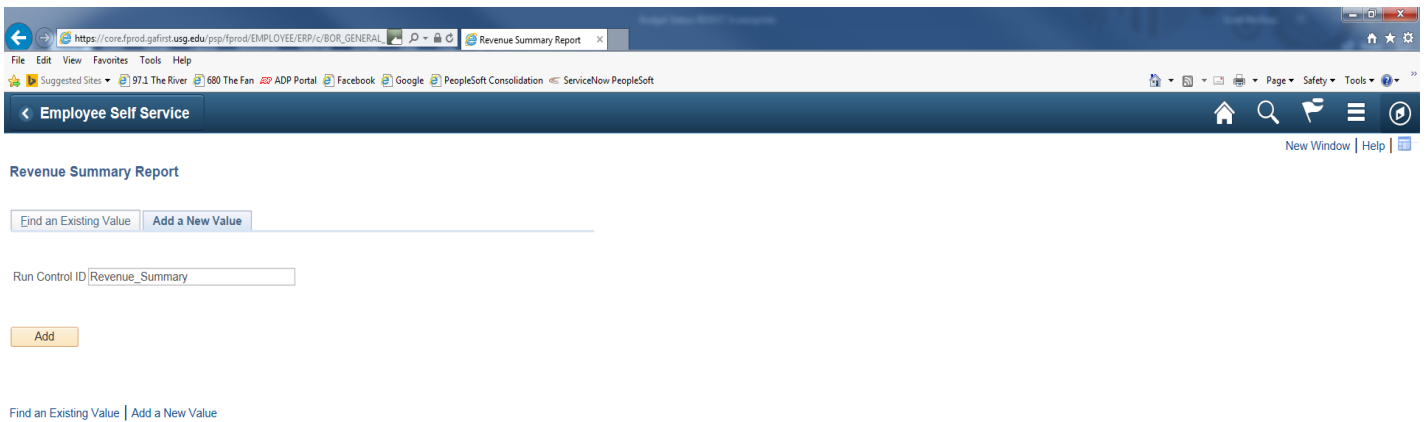 https://core.fprod.gafirst.usg.edu/psp/fprod/EMPLOYEE/ERP/c/BOR_GENERAL_ Revenue Summary Report
File Edit View Favorites Tools Help
Suggested Sites 97.1 The River 680 The Fan ADP Portal Facebook Google PeopleSoft Consolidation ServiceNow PeopleSoft Page Safety Tools
Employee Self Service
New Window | Help |
Revenue Summary Report
Find an Existing Value Add a New Value
Run Control ID Revenue_Summary
Add
Find an Existing Value | Add a New Value